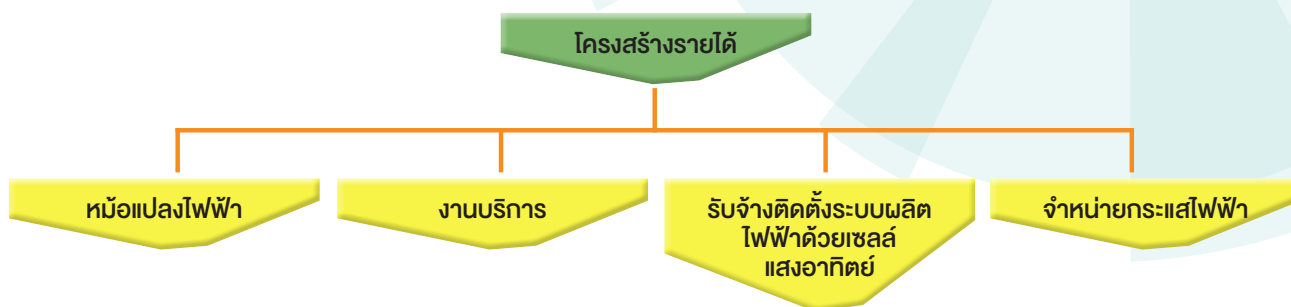 โครงสร้างรายได้
หม้อแปลงไฟฟ้า
งานบริการ
รับจ้างติดตั้งระบบผลิต
ไฟฟ้าด้วยเซลล์
แสงอาทิตย์
จำหน่ายกระแสไฟฟ้า